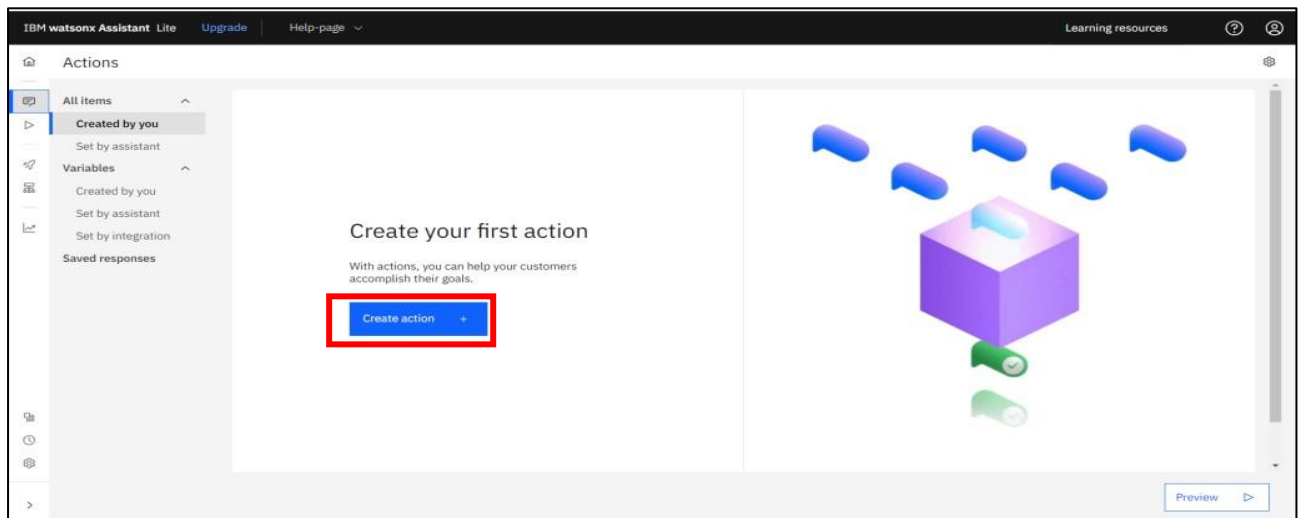 IBM watsonx Assistant Lite Upgrade Help-page Learning resources
Actions
All items
Created by you
Set by assistant
Variables
Created by you
Set by assistant
Set by integration
Saved responses
Create your first action
With actions, you can help your customers
accomplish their goals.
Create action +
Preview